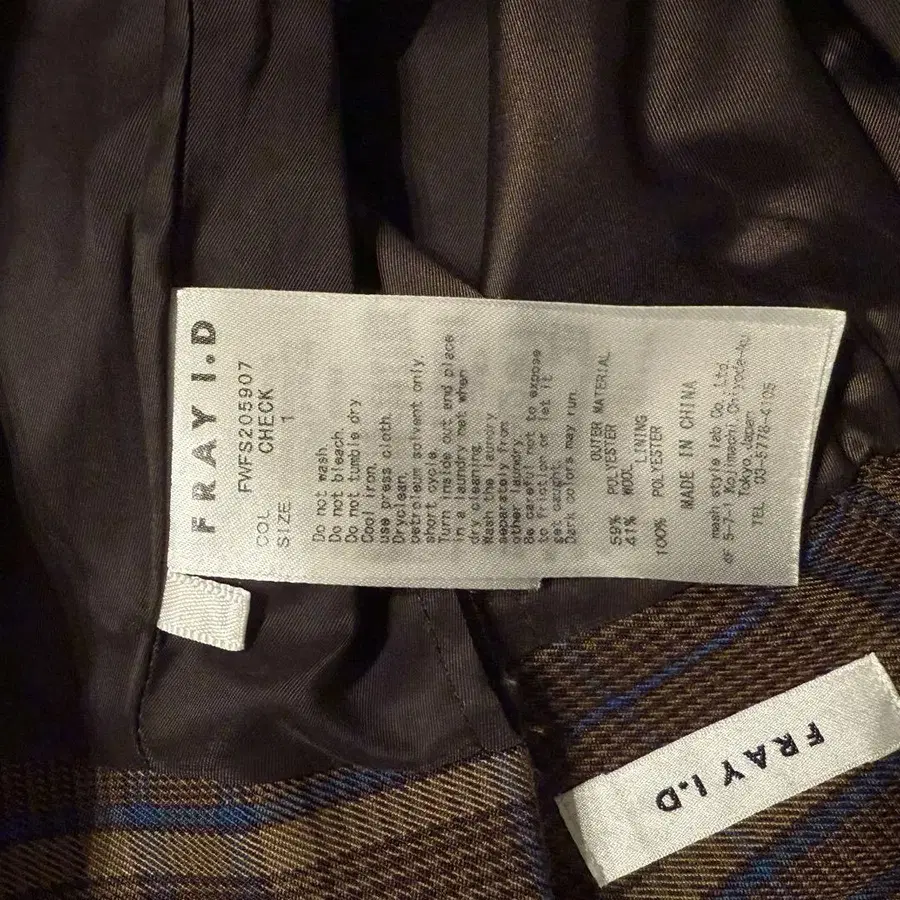 FRAY I.D
FWFS205907
COL CHECK
SIZE 1
Do not wash.
Do not bleach.
Do not tumble dry
Cool iron.
use press cloth.
Dryclean.
petroleum solvent only.
short cycle.
Turn inside out and place
in a laundry net when
dry cleaning.
Wash the laundry
separately from
other laundry.
Be careful not to expose
to friction or let it
get caught.
Dark colors may run.
OUTER MATERIAL
59% POLYESTER
41% WOOL
LINING
100% POLYESTER
MADE IN CHINA
mash style lab Co.,Ltd.
4F 5-7-1 Kojimachi Chiyoda-ku
Tokyo,Japan
TEL 03-5778-4105
FRAY I.D